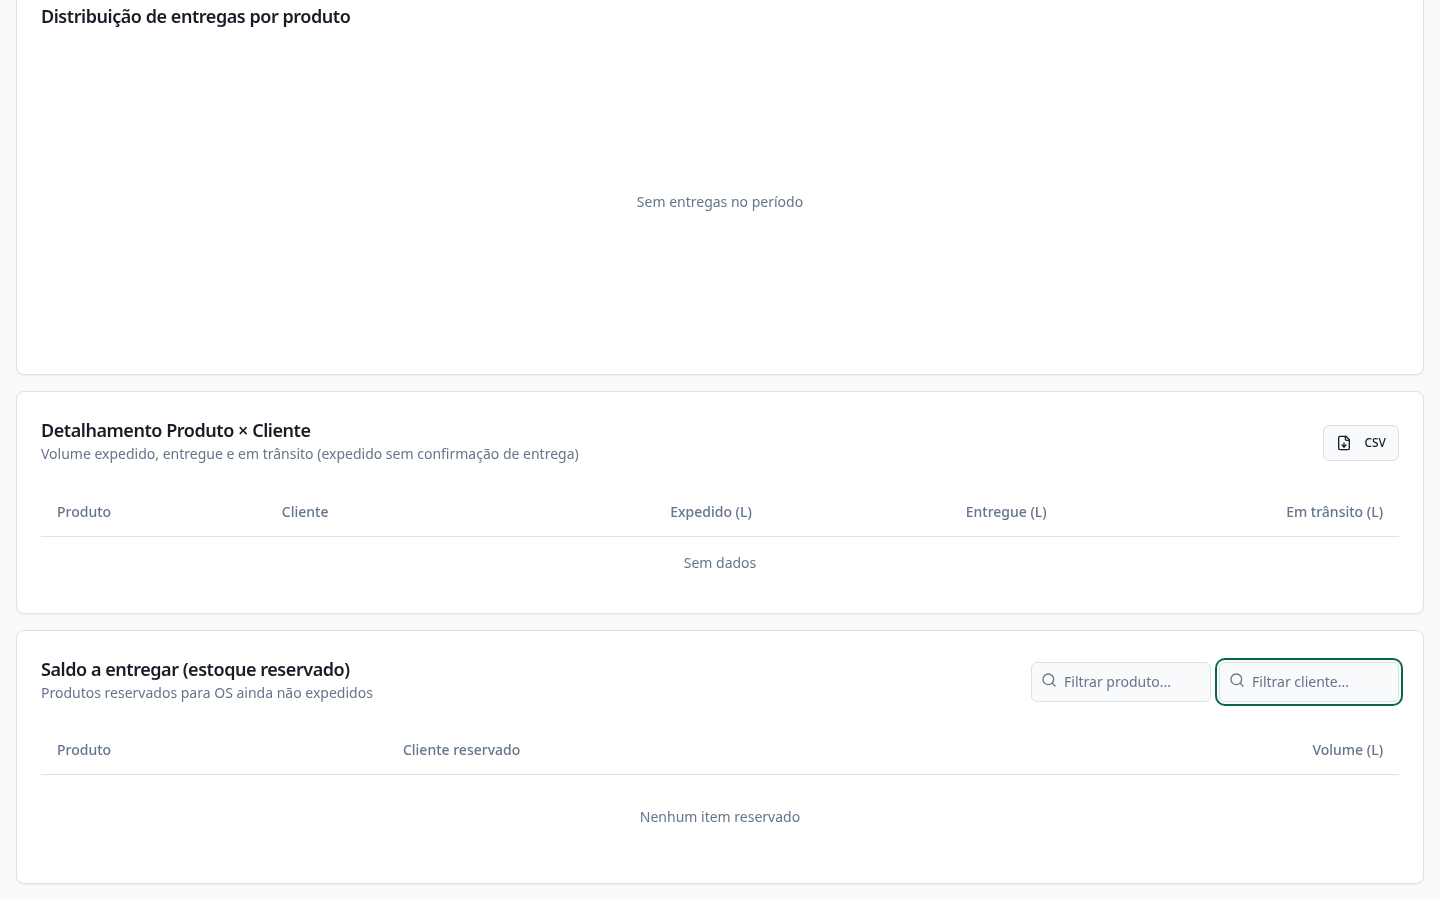 Distribuição de entregas por produto
Sem entregas no período
Detalhamento Produto × Cliente
Volume expedido, entregue e em trânsito (expedido sem confirmação de entrega)
CSV
Produto Cliente Expedido (L) Entregue (L) Em trânsito (L)
Sem dados
Saldo a entregar (estoque reservado)
Produtos reservados para OS ainda não expedidos
Filtrar produto... Filtrar cliente...
Produto Cliente reservado Volume (L)
Nenhum item reservado